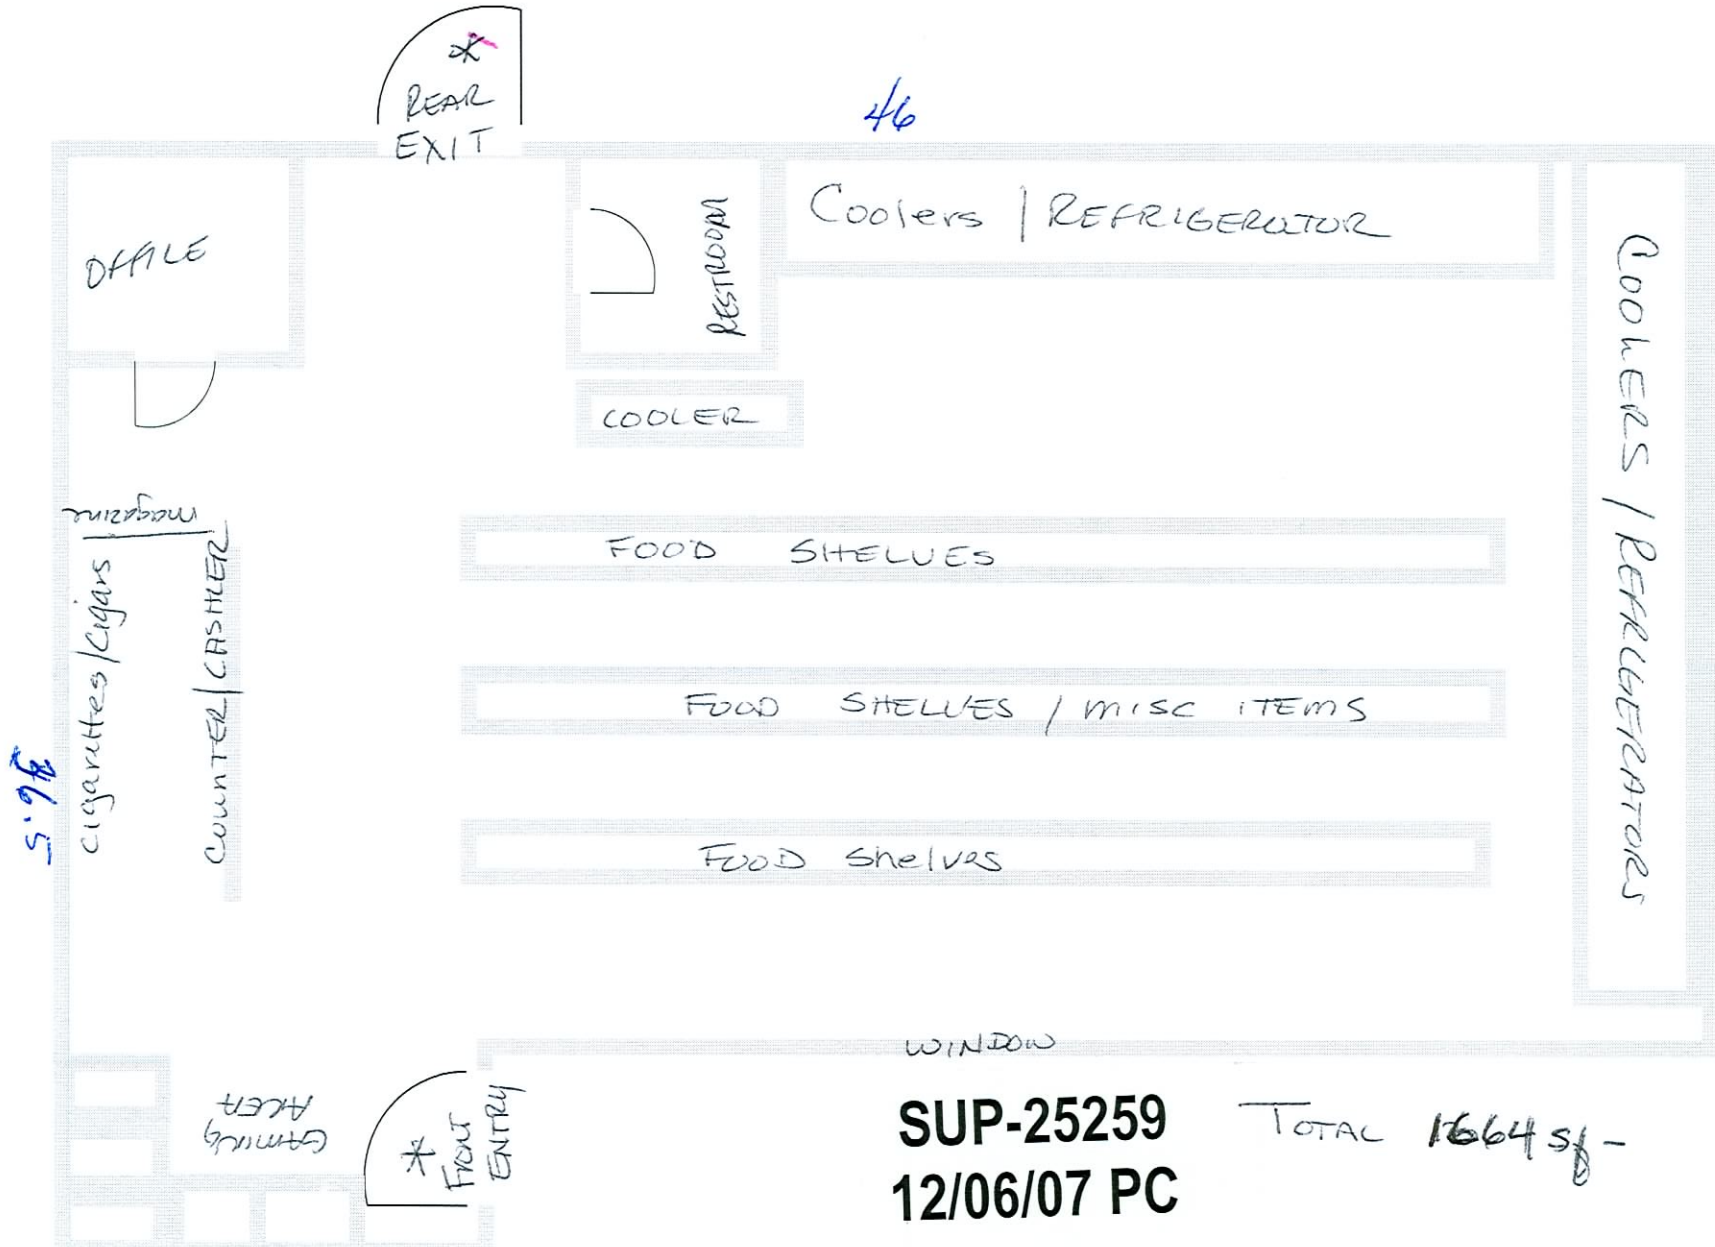 REAR
EXIT
46
OFFICE
RESTROOM
Coolers / REFRIGERATOR
COOLERS / REFRIGERATORS
COOLER
magazine
Cigarettes/Cigars
COUNTER/CASHIER
FOOD SHELVES
FOOD SHELVES / MISC ITEMS
FOOD Shelves
36.5
WINDOW
GAMING
AREA
* FRONT
ENTRY
SUP-25259
12/06/07 PC
TOTAL 1664 sf -